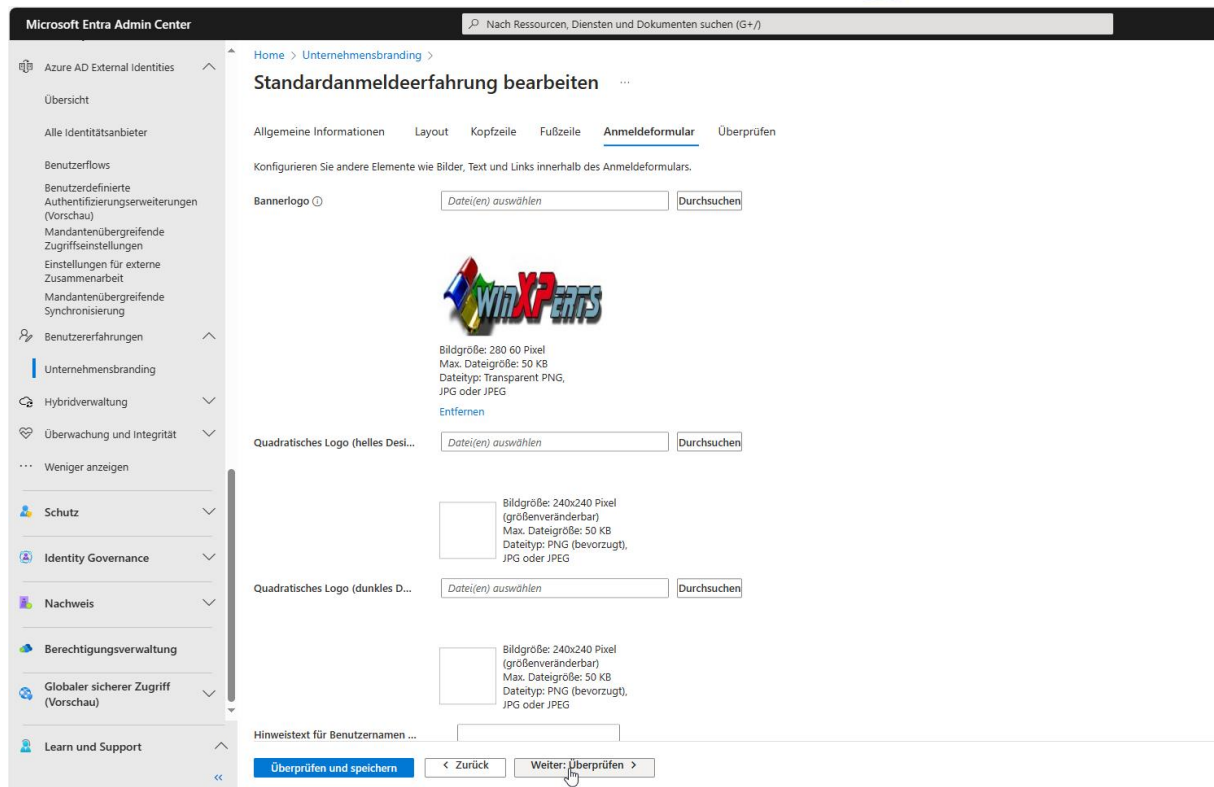 Microsoft Entra Admin Center
Nach Ressourcen, Diensten und Dokumenten suchen (G+/)
Azure AD External Identities
Übersicht
Alle Identitätsanbieter
Benutzerflows
Benutzerdefinierte
Authentifizierungserweiterungen
(Vorschau)
Mandantenübergreifende
Zugriffseinstellungen
Einstellungen für externe
Zusammenarbeit
Mandantenübergreifende
Synchronisierung
Benutzererfahrungen
Unternehmensbranding
Hybridverwaltung
Überwachung und Integrität
··· Weniger anzeigen
Schutz
Identity Governance
Nachweis
Berechtigungsverwaltung
Globaler sicherer Zugriff
(Vorschau)
Learn und Support
«
Home > Unternehmensbranding >
Standardanmeldeerfahrung bearbeiten ···
Allgemeine Informationen Layout Kopfzeile Fußzeile Anmeldeformular Überprüfen
Konfigurieren Sie andere Elemente wie Bilder, Text und Links innerhalb des Anmeldeformulars.
Bannerlogo Datei(en) auswählen Durchsuchen
WinXPerts
Bildgröße: 280 60 Pixel
Max. Dateigröße: 50 KB
Dateityp: Transparent PNG,
JPG oder JPEG
Entfernen
Quadratisches Logo (helles Desi... Datei(en) auswählen Durchsuchen
Bildgröße: 240x240 Pixel
(größenveränderbar)
Max. Dateigröße: 50 KB
Dateityp: PNG (bevorzugt),
JPG oder JPEG
Quadratisches Logo (dunkles D... Datei(en) auswählen Durchsuchen
Bildgröße: 240x240 Pixel
(größenveränderbar)
Max. Dateigröße: 50 KB
Dateityp: PNG (bevorzugt),
JPG oder JPEG
Hinweistext für Benutzernamen ...
Überprüfen und speichern < Zurück Weiter: Überprüfen >